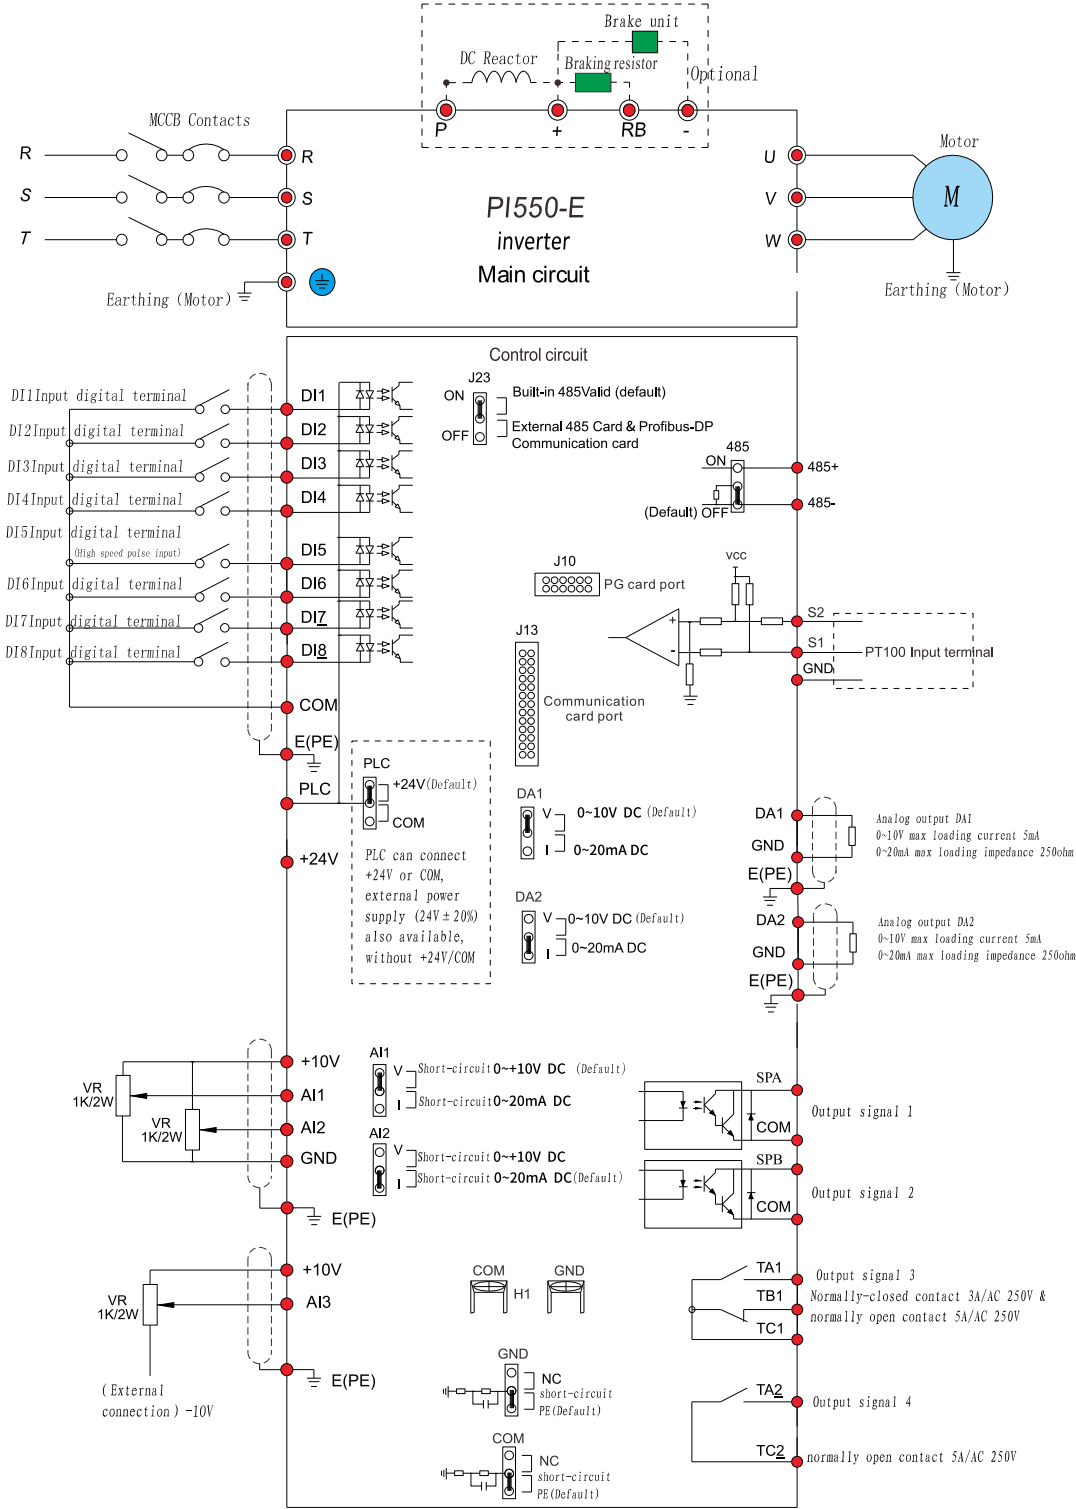 Brake unit
DC Reactor
Braking resistor
Optional
P
+
RB
-
MCCB Contacts
R
R
S
S
T
T
Earthing (Motor)
PI550-E
inverter
Main circuit
U
V
W
Motor
M
Earthing (Motor)
Control circuit
DI1Input digital terminal
DI1
DI2Input digital terminal
DI2
DI3Input digital terminal
DI3
DI4Input digital terminal
DI4
DI5Input digital terminal
(High speed pulse input)
DI5
DI6Input digital terminal
DI6
DI7Input digital terminal
DI7
DI8Input digital terminal
DI8
COM
E(PE)
PLC
+24V
J23
ON
Built-in 485Valid (default)
OFF
External 485 Card & Profibus-DP
Communication card
485
ON
485+
(Default) OFF
485-
J10
PG card port
VCC
+
-
S2
S1
GND
PT100 Input terminal
J13
Communication
card port
PLC
+24V(Default)
COM
PLC can connect
+24V or COM,
external power
supply (24V±20%)
also available,
without +24V/COM
DA1
V
0~10V DC (Default)
I
0~20mA DC
DA2
V
0~10V DC (Default)
I
0~20mA DC
DA1
GND
E(PE)
Analog output DA1
0~10V max loading current 5mA
0~20mA max loading impedance 250ohm
DA2
GND
E(PE)
Analog output DA2
0~10V max loading current 5mA
0~20mA max loading impedance 250ohm
+10V
VR
1K/2W
AI1
VR
1K/2W
AI2
GND
E(PE)
AI1
V
Short-circuit 0~+10V DC (Default)
I
Short-circuit 0~20mA DC
AI2
V
Short-circuit 0~+10V DC
I
Short-circuit 0~20mA DC(Default)
SPA
COM
Output signal 1
SPB
COM
Output signal 2
+10V
VR
1K/2W
AI3
E(PE)
(External
connection) -10V
COM
H1
GND
GND
NC
short-circuit
PE(Default)
COM
NC
short-circuit
PE(Default)
TA1
TB1
TC1
Output signal 3
Normally-closed contact 3A/AC 250V &
normally open contact 5A/AC 250V
TA2
Output signal 4
TC2
normally open contact 5A/AC 250V